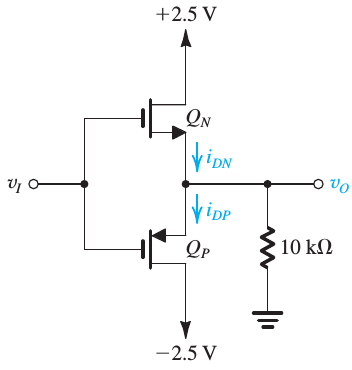 +2.5 V
Q_N
i_DN
v_I
v_O
i_DP
Q_P
10 kΩ
−2.5 V